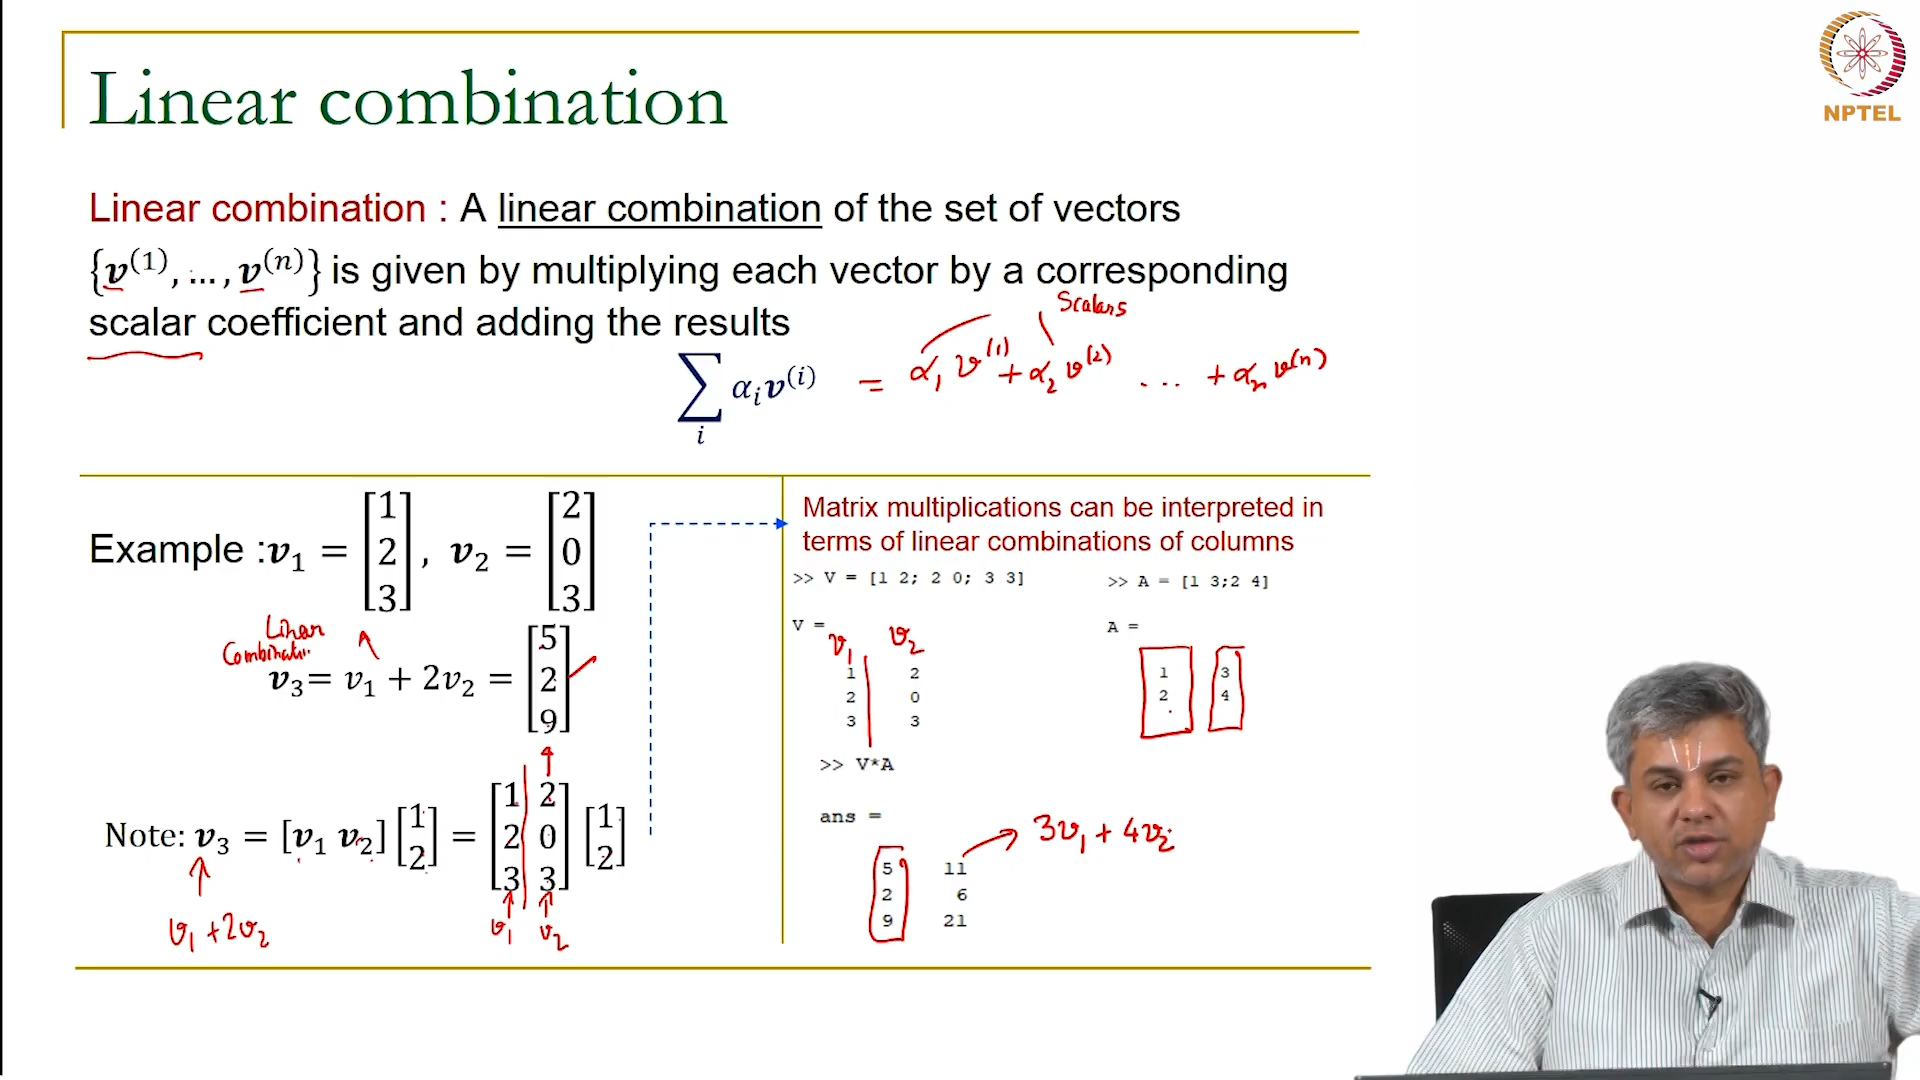 Linear combination
NPTEL
Linear combination : A linear combination of the set of vectors
{v⁽¹⁾, ..., v⁽ⁿ⁾} is given by multiplying each vector by a corresponding
scalar coefficient and adding the results
Scalars
∑ᵢ αᵢv⁽ⁱ⁾ = α₁v⁽¹⁾ + α₂v⁽²⁾ ... + αₙv⁽ⁿ⁾
Example : v₁ = [1 2 3], v₂ = [2 0 3]
Linear
Combination
v₃ = v₁ + 2v₂ = [5 2 9]
Note: v₃ = [v₁ v₂] [1 2] = [1 2 2 0 3 3] [1 2]
v₁ v₂
v₁ + 2v₂
Matrix multiplications can be interpreted in
terms of linear combinations of columns
>> V = [1 2; 2 0; 3 3]
V =
v₁ v₂
1 2
2 0
3 3
>> A = [1 3;2 4]
A =
1 3
2 4
>> V*A
ans =
3v₁ + 4v₂
5 11
2 6
9 21